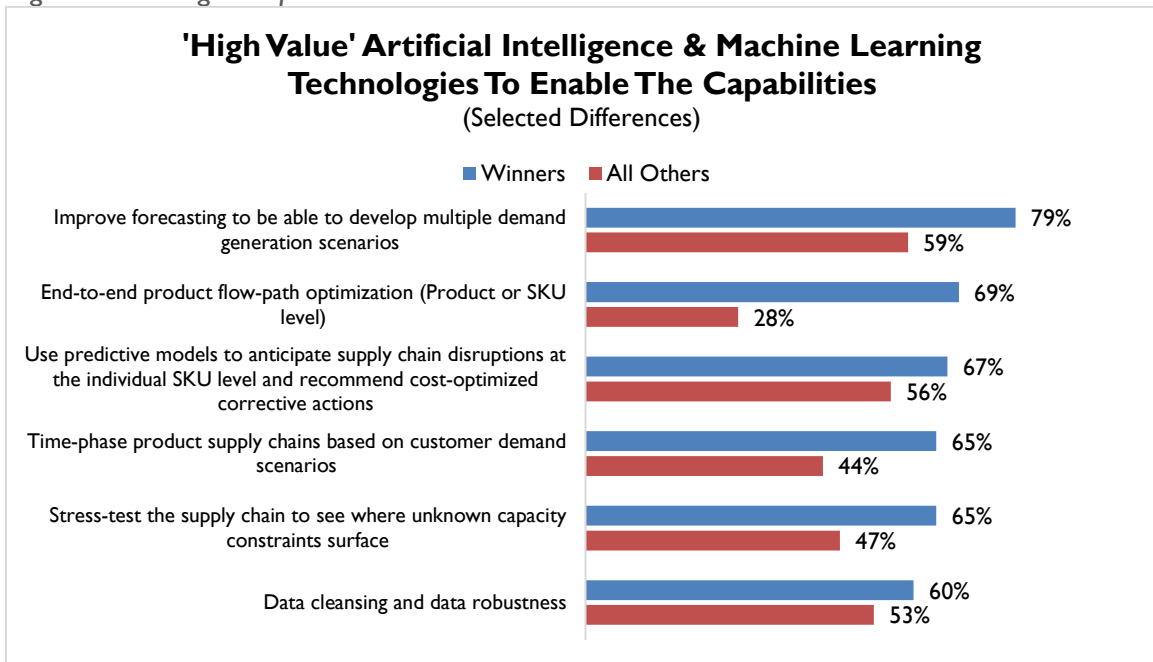 'High Value' Artificial Intelligence & Machine Learning
Technologies To Enable The Capabilities
(Selected Differences)
Winners All Others
Improve forecasting to be able to develop multiple demand
generation scenarios
79%
59%
End-to-end product flow-path optimization (Product or SKU
level)
69%
28%
Use predictive models to anticipate supply chain disruptions at
the individual SKU level and recommend cost-optimized
corrective actions
67%
56%
Time-phase product supply chains based on customer demand
scenarios
65%
44%
Stress-test the supply chain to see where unknown capacity
constraints surface
65%
47%
Data cleansing and data robustness
60%
53%